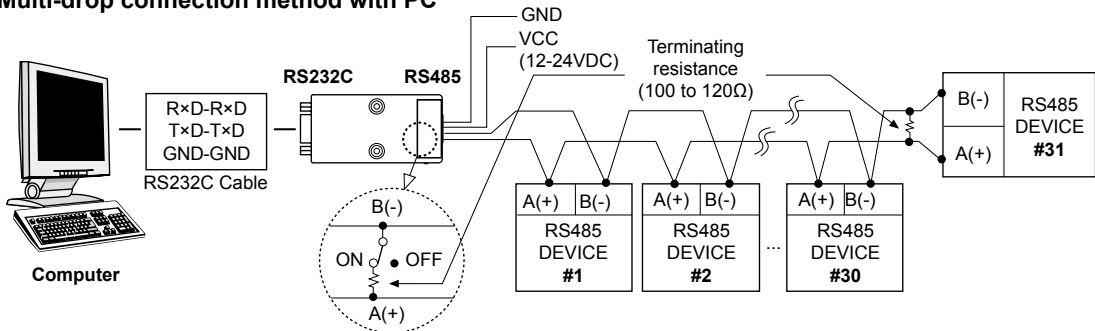 Multi-drop connection method with PC
GND
VCC
(12-24VDC)
RS232C
RS485
Terminating
resistance
(100 to 120Ω)
R×D-R×D
T×D-T×D
GND-GND
RS232C Cable
Computer
B(-)
ON
OFF
A(+)
A(+)
B(-)
RS485
DEVICE
#1
A(+)
B(-)
RS485
DEVICE
#2
...
A(+)
B(-)
RS485
DEVICE
#30
B(-)
A(+)
RS485
DEVICE
#31